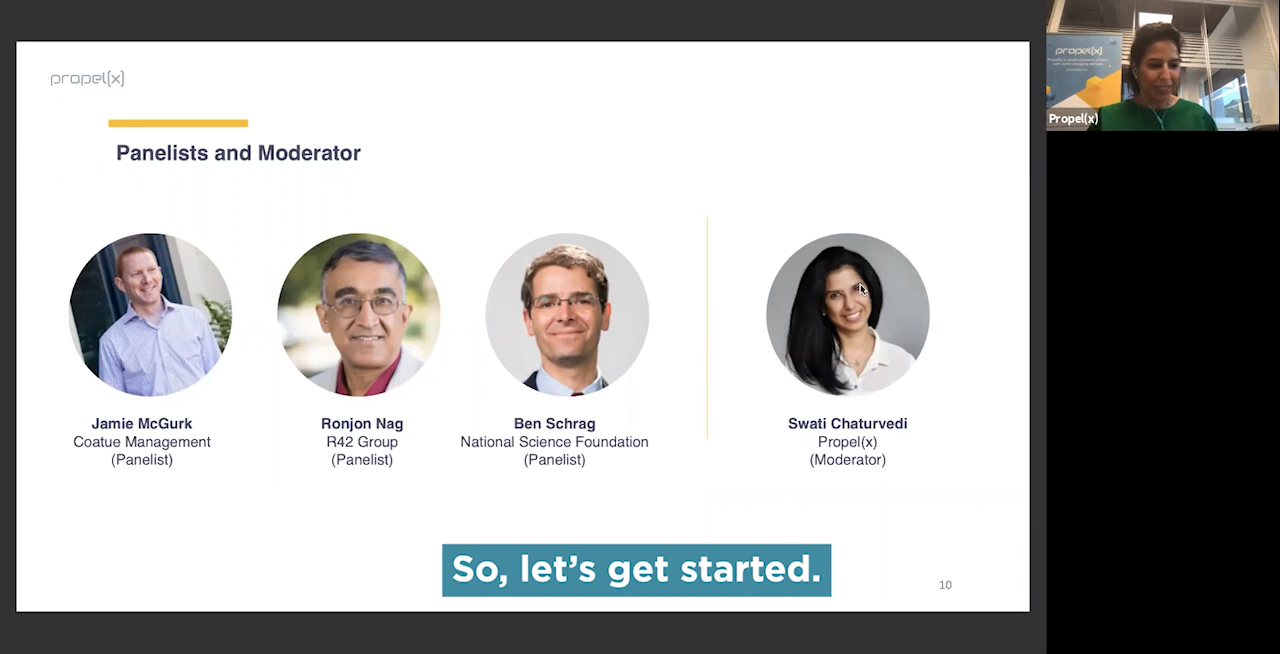 propel(x)
Panelists and Moderator
Jamie McGurk
Coatue Management
(Panelist)
Ronjon Nag
R42 Group
(Panelist)
Ben Schrag
National Science Foundation
(Panelist)
Swati Chaturvedi
Propel(x)
(Moderator)
So, let’s get started.
10
propel(x)
Propel(x)